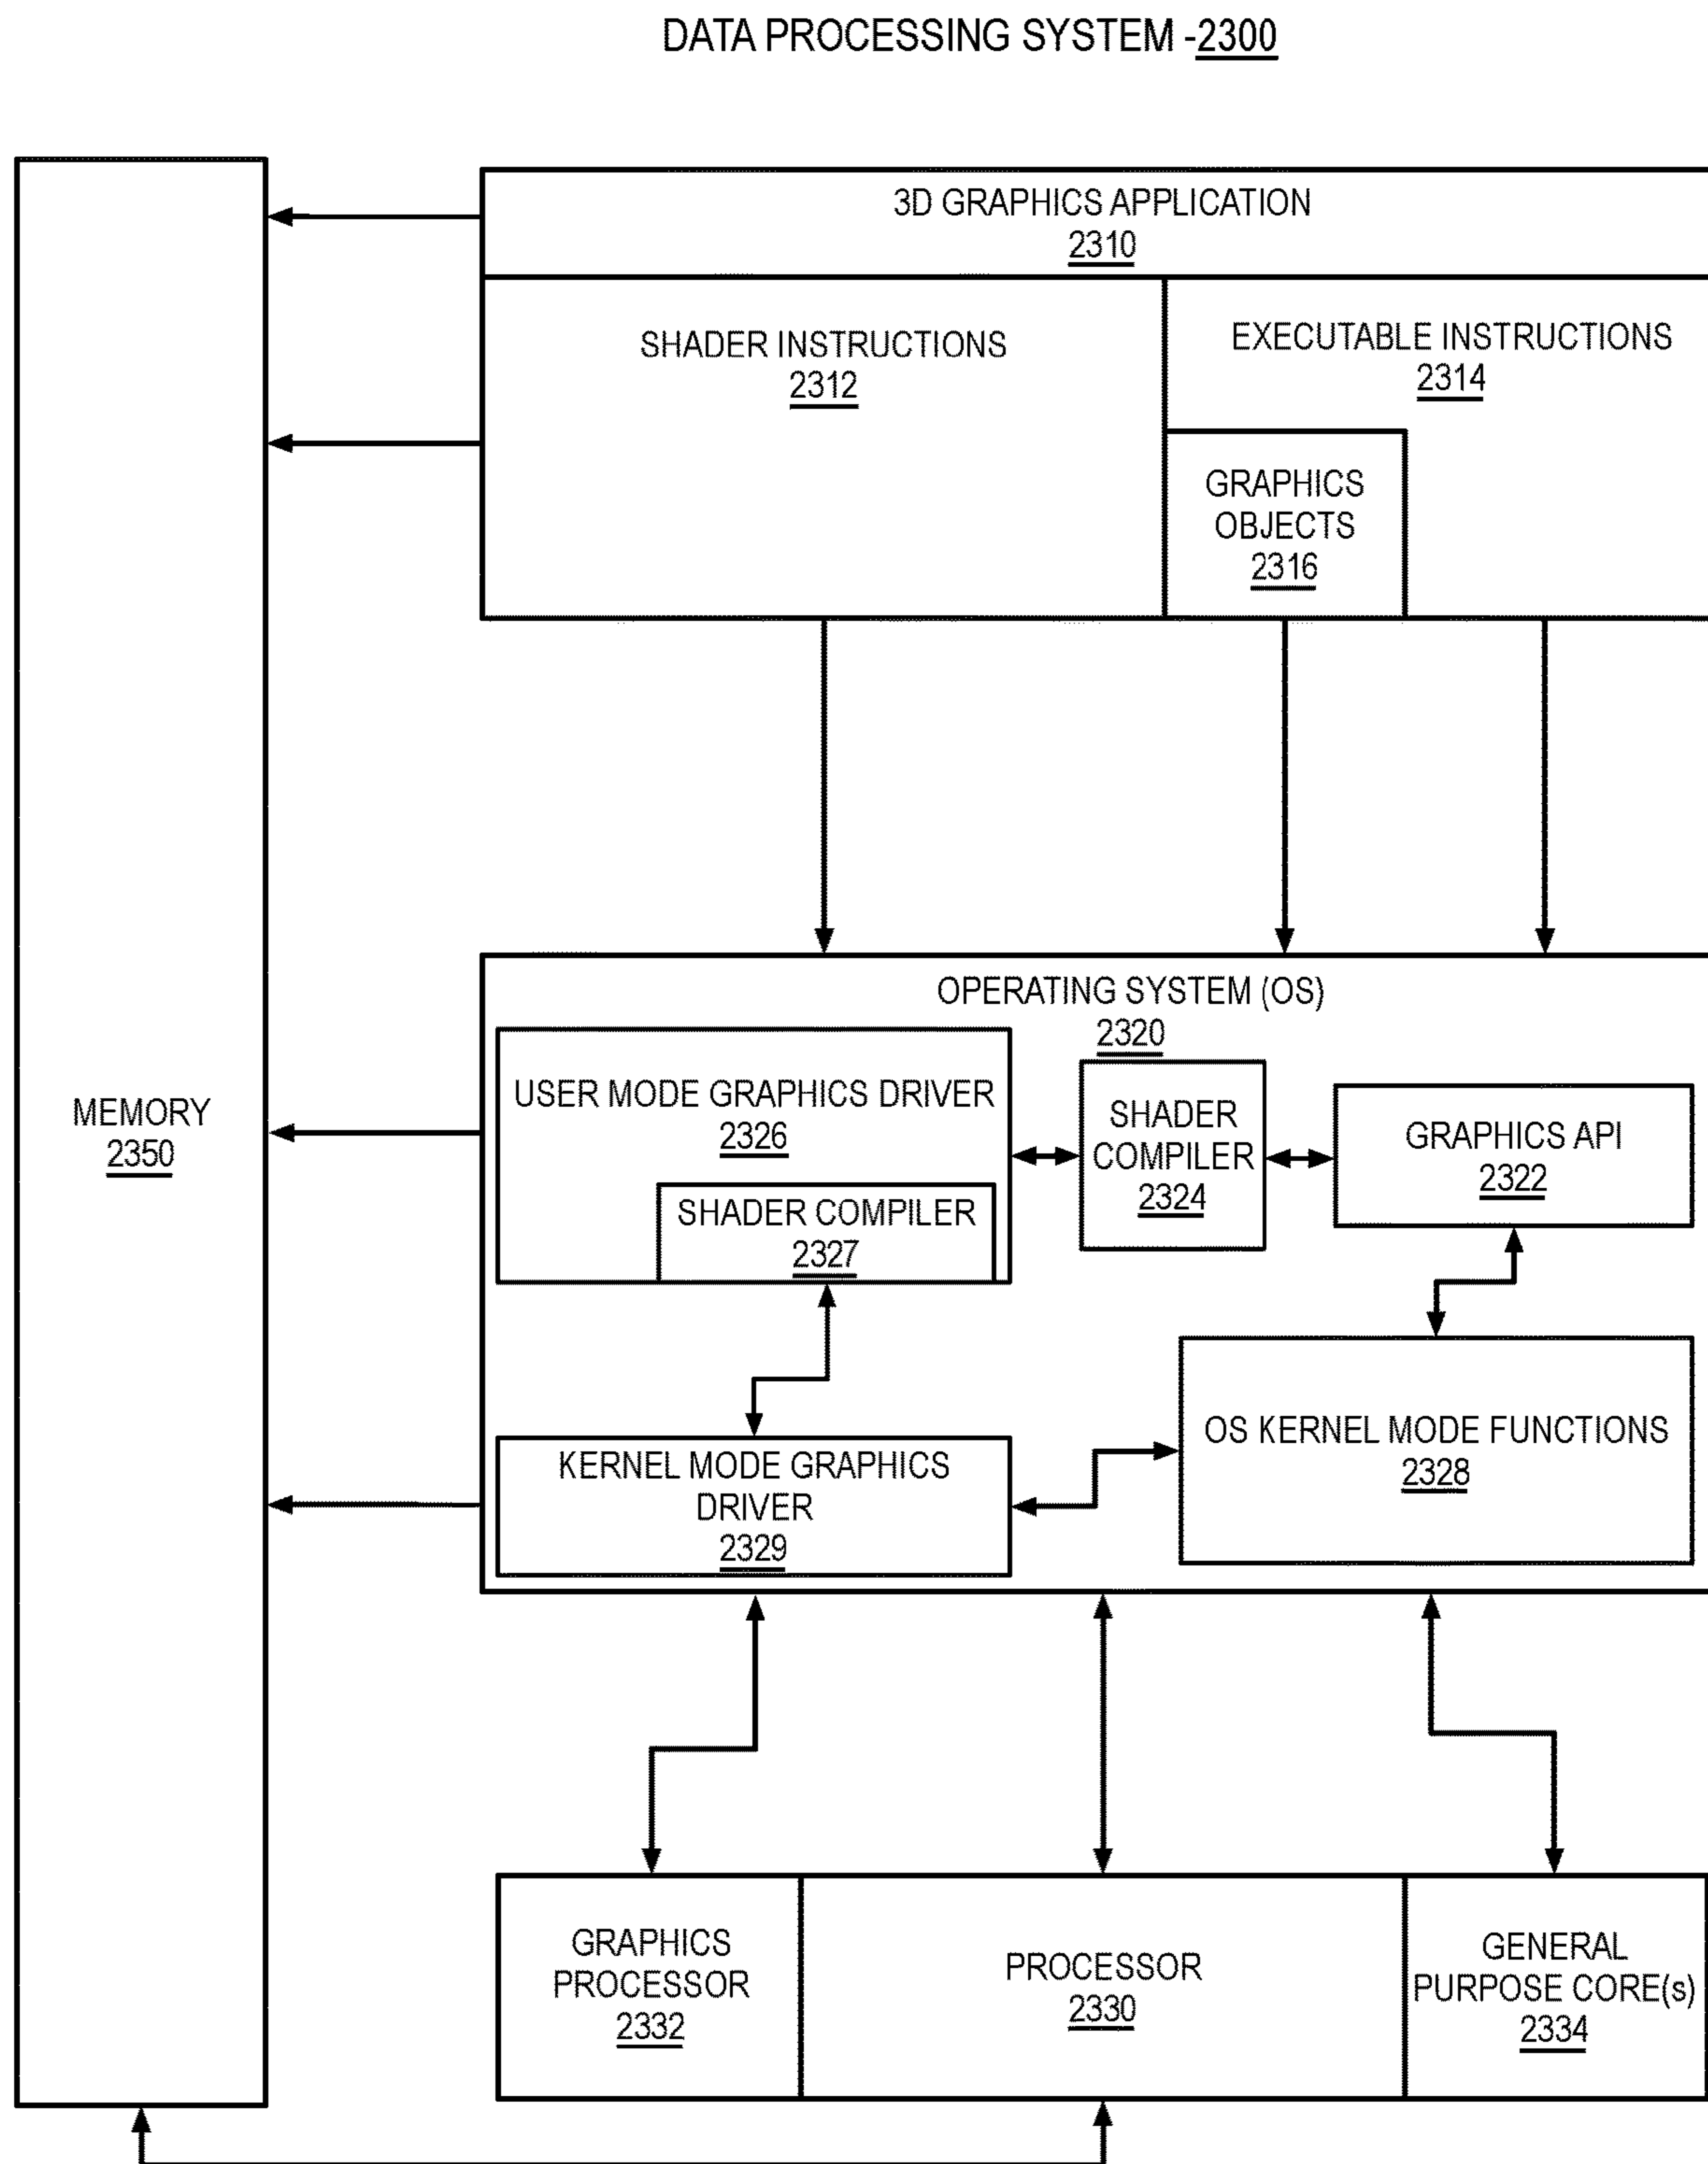 DATA PROCESSING SYSTEM -2300
3D GRAPHICS APPLICATION
2310
SHADER INSTRUCTIONS
2312
EXECUTABLE INSTRUCTIONS
2314
GRAPHICS
OBJECTS
2316
MEMORY
2350
OPERATING SYSTEM (OS)
2320
USER MODE GRAPHICS DRIVER
2326
SHADER COMPILER
2327
SHADER
COMPILER
2324
GRAPHICS API
2322
KERNEL MODE GRAPHICS
DRIVER
2329
OS KERNEL MODE FUNCTIONS
2328
GRAPHICS
PROCESSOR
2332
PROCESSOR
2330
GENERAL
PURPOSE CORE(s)
2334